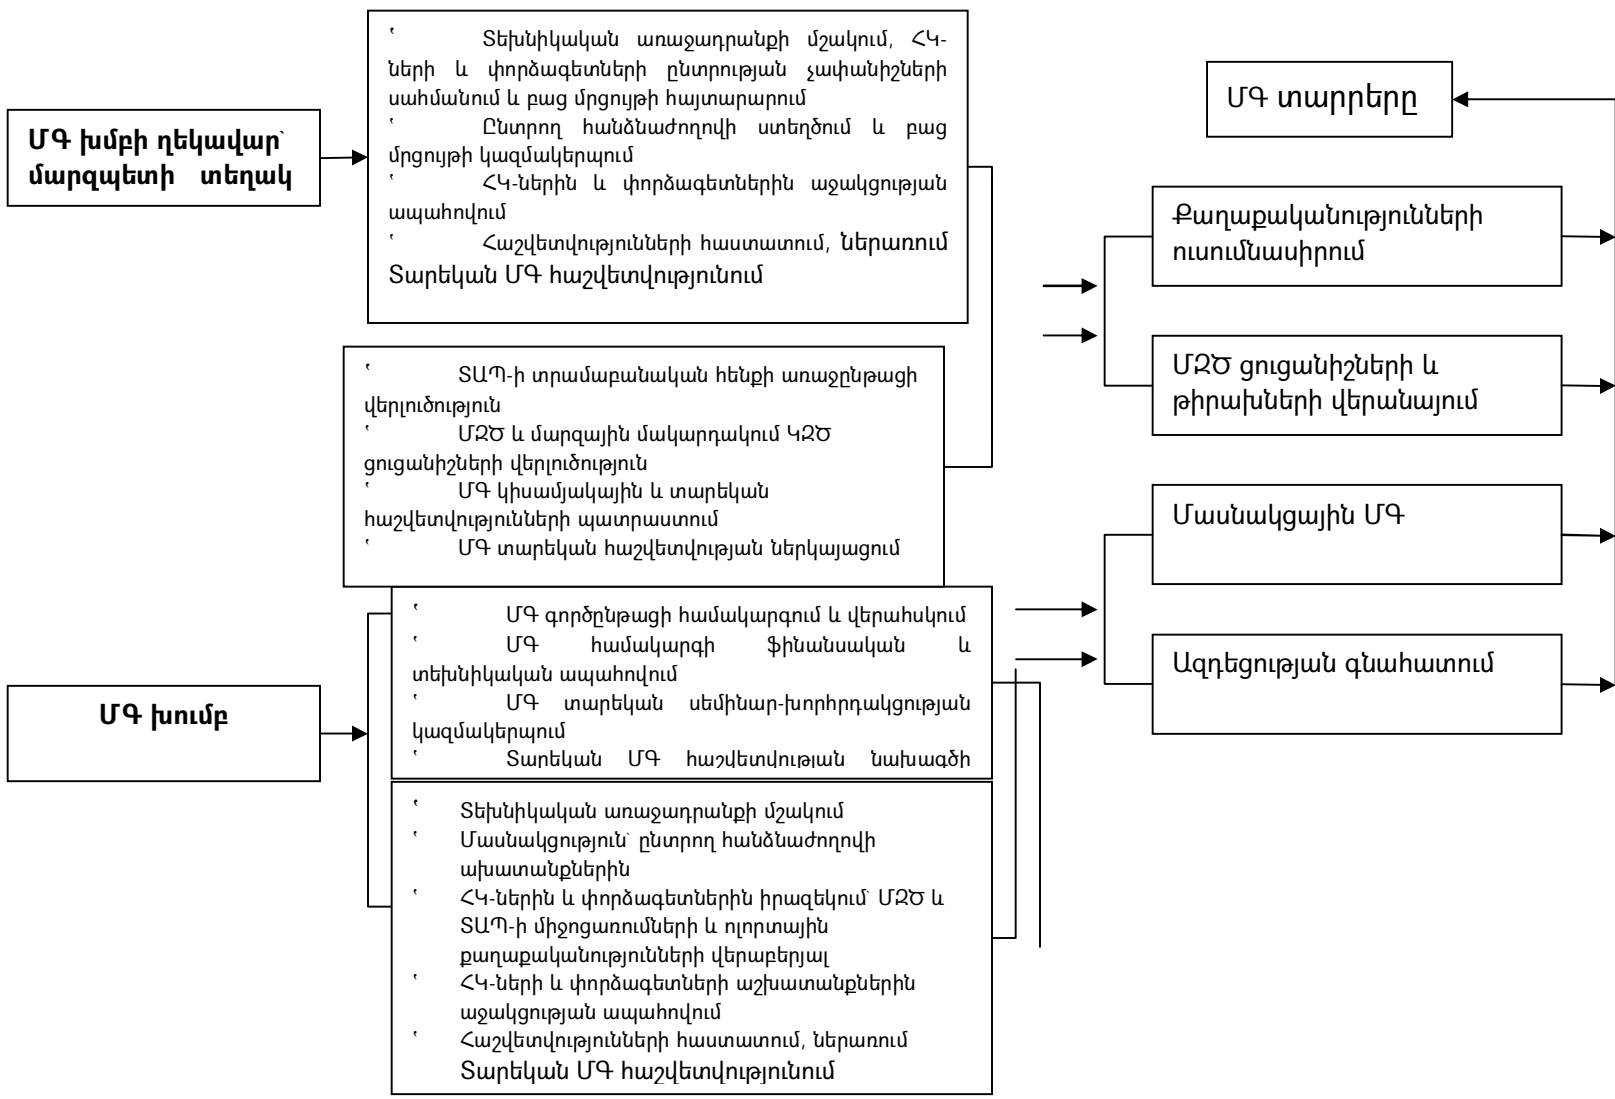 ՄԳ խմբի ղեկավար՝
մարզպետի տեղակ
՝ Տեխնիկական առաջադրանքի մշակում, ՀԿ-
ների և փորձագետների ընտրության չափանիշների
սահմանում և բաց մրցույթի հայտարարում
՝ Ընտրող հանձնաժողովի ստեղծում և բաց
մրցույթի կազմակերպում
՝ ՀԿ-ներին և փորձագետներին աջակցության
ապահովում
՝ Հաշվետվությունների հաստատում, ներառում
Տարեկան ՄԳ հաշվետվությունում
՝ ՏԱՊ-ի տրամաբանական հենքի առաջընթացի
վերլուծություն
՝ ՄԶԾ և մարզային մակարդակում ԿԶԾ
ցուցանիշների վերլուծություն
՝ ՄԳ կիսամյակային և տարեկան
հաշվետվությունների պատրաստում
՝ ՄԳ տարեկան հաշվետվության ներկայացում
ՄԳ խումբ
՝ ՄԳ գործընթացի համակարգում և վերահսկում
՝ ՄԳ համակարգի ֆինանսական և
տեխնիկական ապահովում
՝ ՄԳ տարեկան սեմինար-խորհրդակցության
կազմակերպում
՝ Տարեկան ՄԳ հաշվետվության նախագծի
՝ Տեխնիկական առաջադրանքի մշակում
՝ Մասնակցություն՝ ընտրող հանձնաժողովի
ախատանքներին
՝ ՀԿ-ներին և փորձագետներին իրազեկում՝ ՄԶԾ և
ՏԱՊ-ի միջոցառումների և ոլորտային
քաղաքականությունների վերաբերյալ
՝ ՀԿ-ների և փորձագետների աշխատանքներին
աջակցության ապահովում
՝ Հաշվետվությունների հաստատում, ներառում
Տարեկան ՄԳ հաշվետվությունում
ՄԳ տարրերը
Քաղաքականությունների
ուսումնասիրում
ՄԶԾ ցուցանիշների և
թիրախների վերանայում
Մասնակցային ՄԳ
Ազդեցության գնահատում